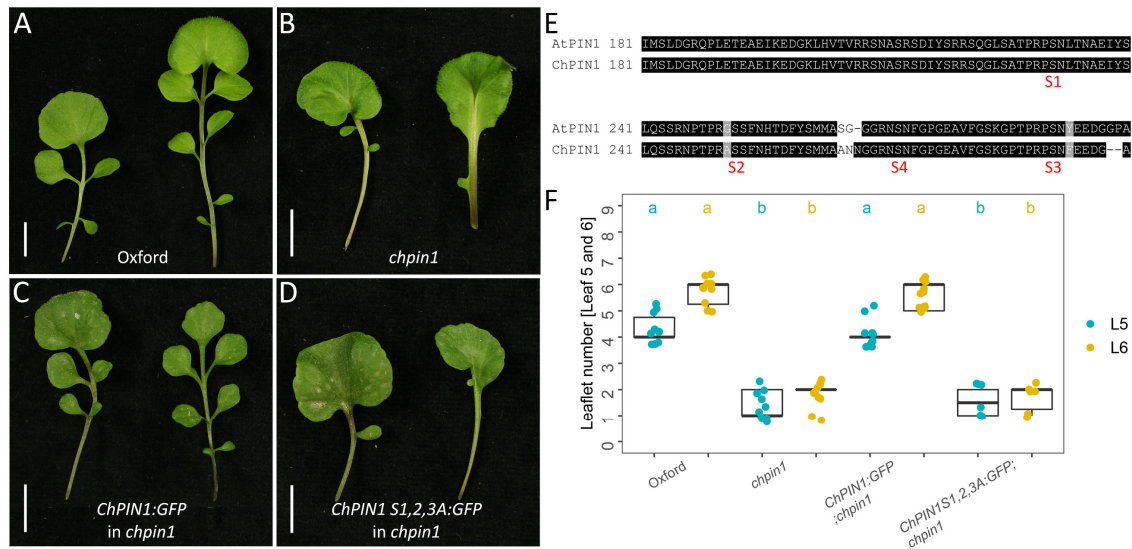 A
Oxford
B
chpin1
C
ChPIN1:GFP
in chpin1
D
ChPIN1 S1,2,3A:GFP
in chpin1
E
AtPIN1 181 IMSLDGRQPLETEAEIKEDGKLHVTVRRSNASRSDIYSRRSQGLSATPRPSNLTNAEIYS
ChPIN1 181 IMSLDGRQPLETEAEIKEDGKLHVTVRRSNASRSDIYSRRSQGLSATPRPSNLTNAEIYS
S1
AtPIN1 241 LQSSRNPTPRGSSFNHTDFYSMMASG-GGRNSNFGPGEAVFGSKGPTPRPSNYEEDGGPA
ChPIN1 241 LQSSRNPTPRASSFNHTDFYSMMAANNGGRNSNFGPGEAVFGSKGPTPRPSNFEEDG--A
S2 S4 S3
F
Leaflet number [Leaf 5 and 6]
9
8
7
6
5
4
3
2
1
0
a a b b a a b b
Oxford
chpin1
ChPIN1:GFP
;chpin1
ChPIN1S1,2,3A:GFP;
chpin1
L5
L6